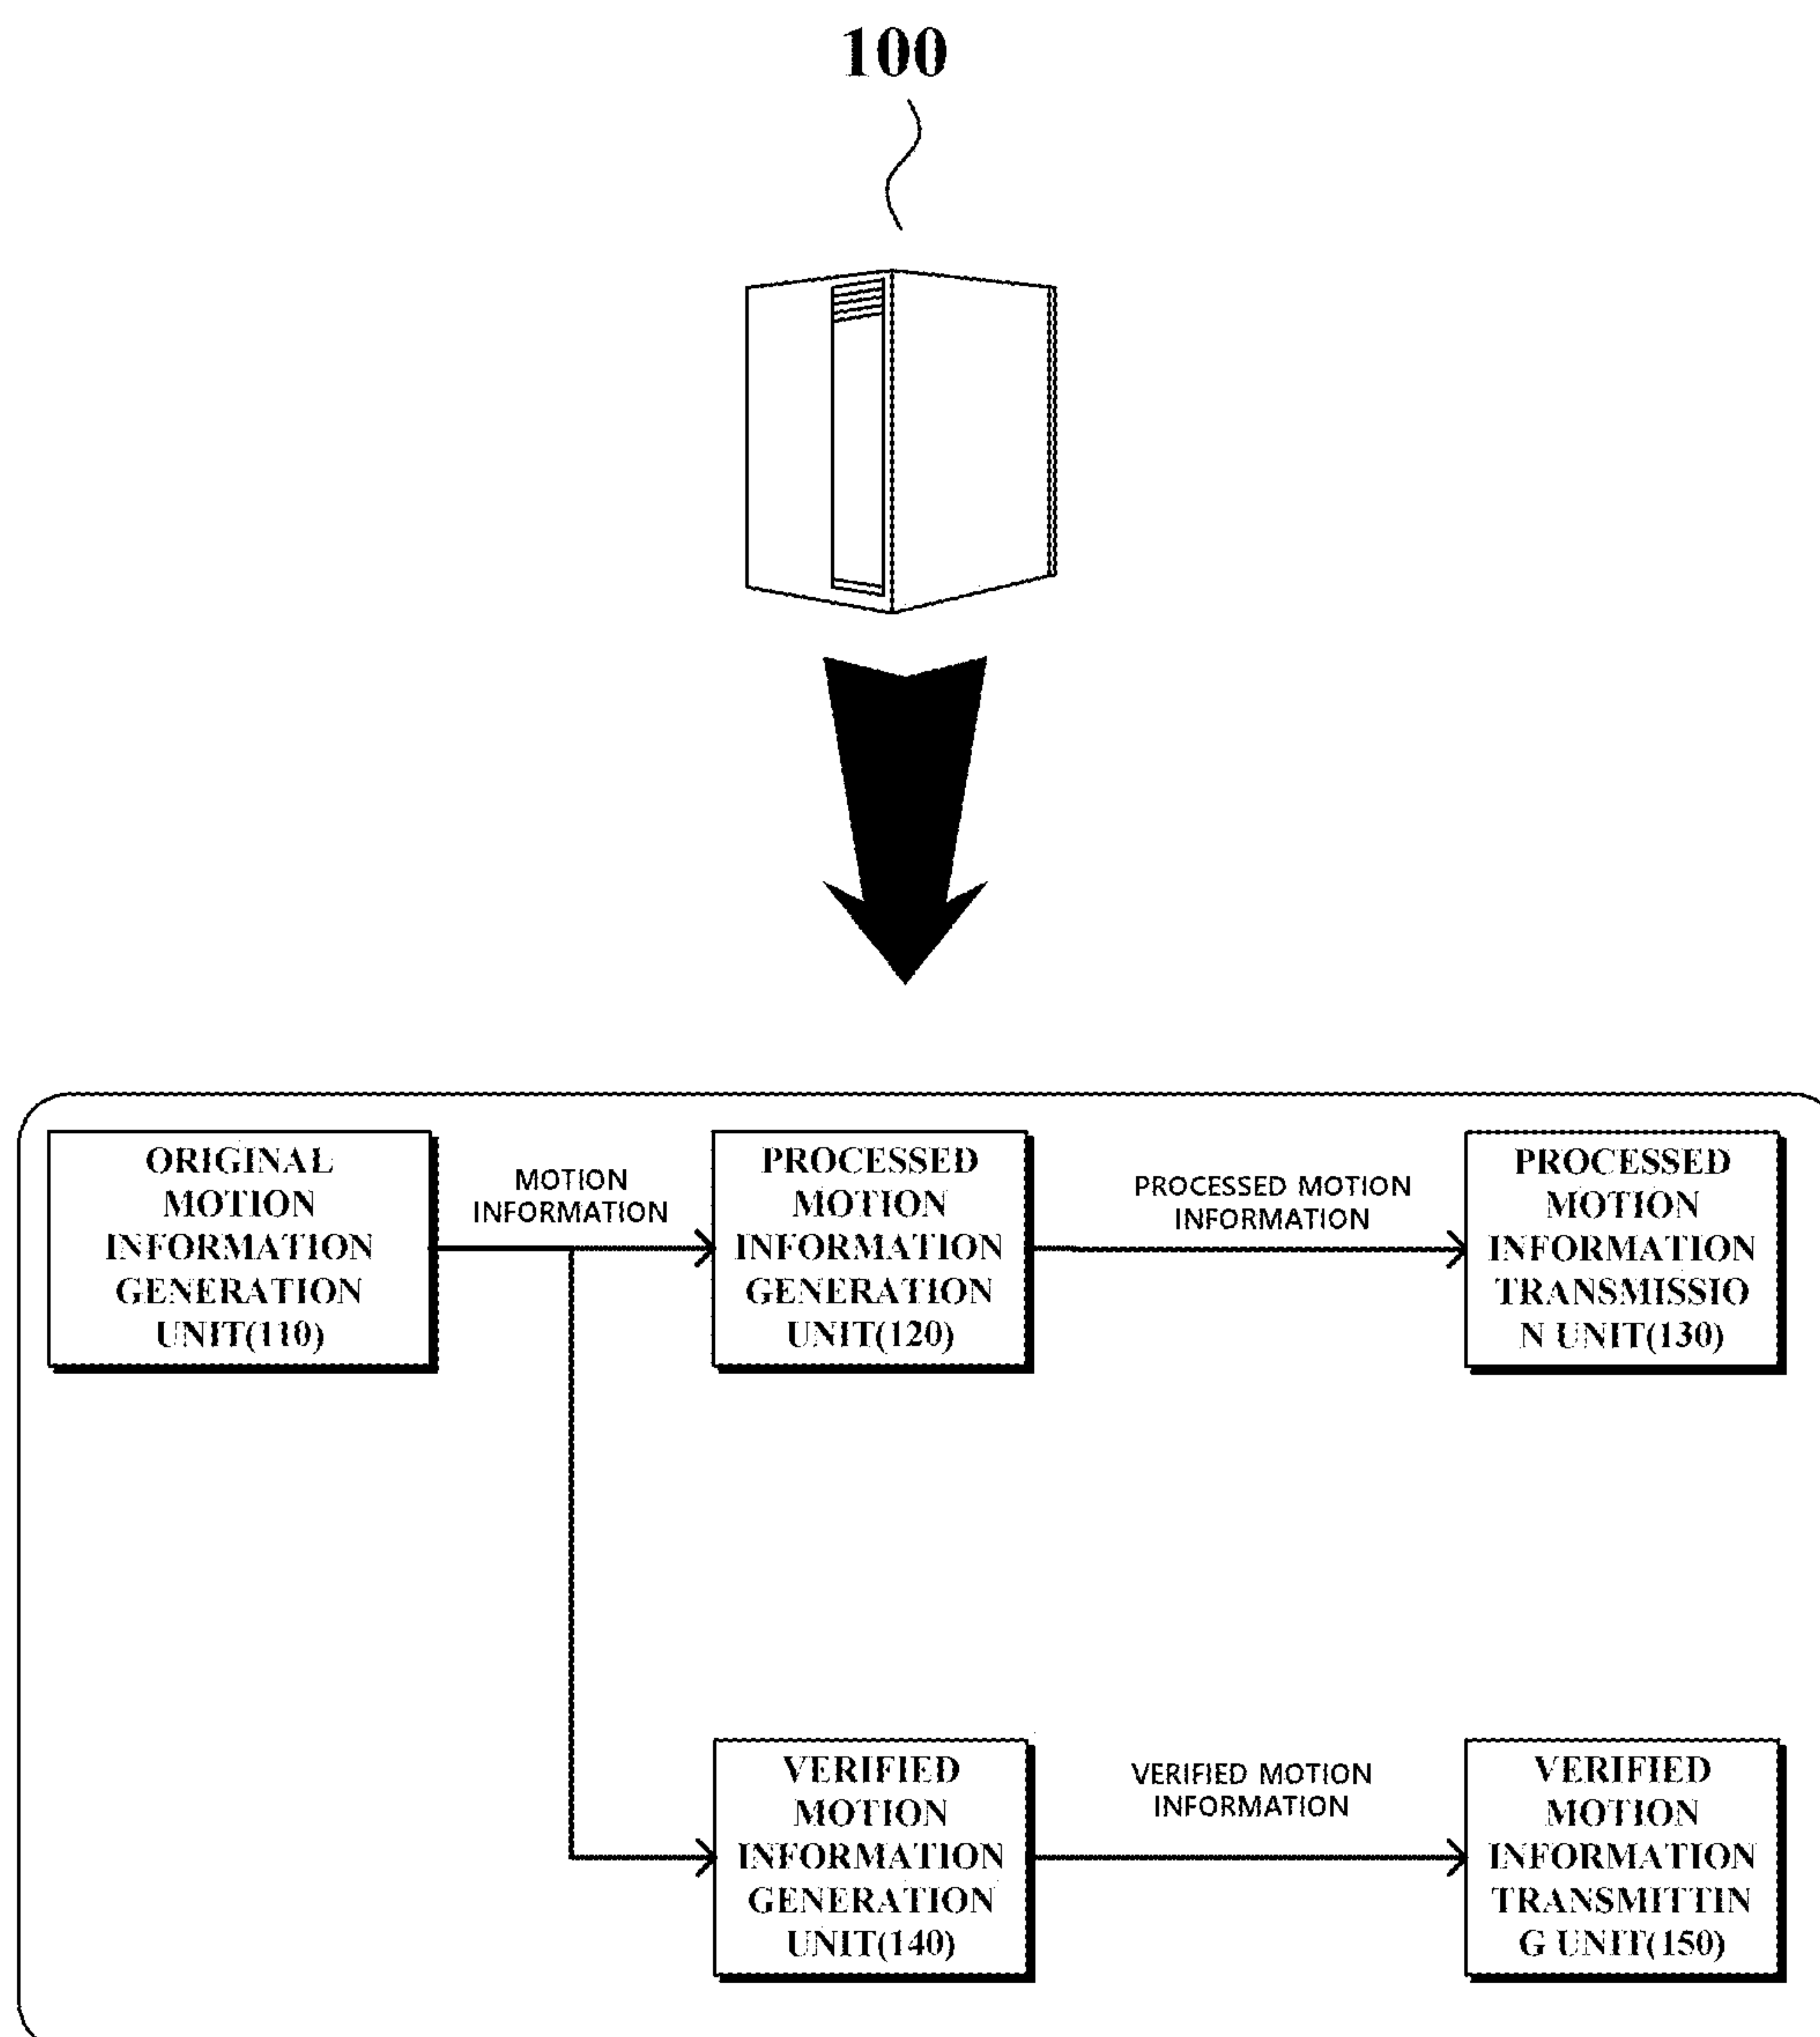 100
ORIGINAL
MOTION
INFORMATION
GENERATION
UNIT(110)
MOTION
INFORMATION
PROCESSED
MOTION
INFORMATION
GENERATION
UNIT(120)
PROCESSED MOTION
INFORMATION
PROCESSED
MOTION
INFORMATION
TRANSMISSIO
N UNIT(130)
VERIFIED
MOTION
INFORMATION
GENERATION
UNIT(140)
VERIFIED MOTION
INFORMATION
VERIFIED
MOTION
INFORMATION
TRANSMITTIN
G UNIT(150)